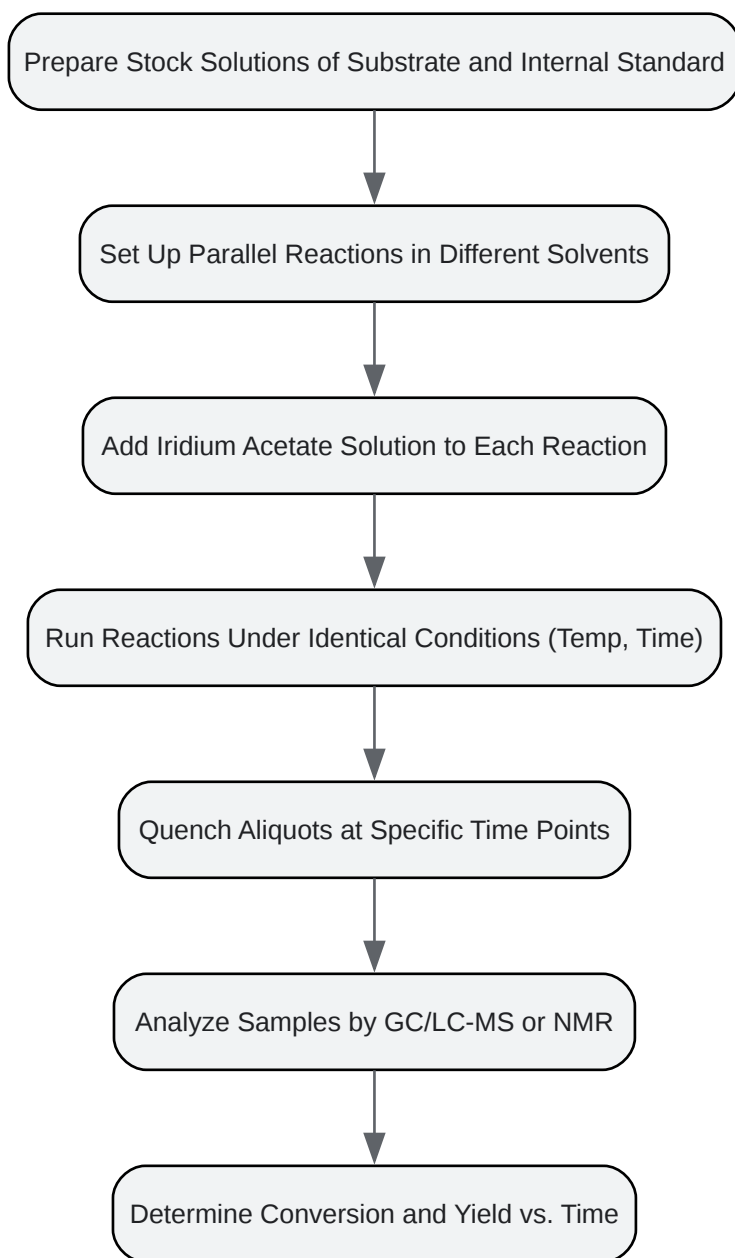 Prepare Stock Solutions of Substrate and Internal Standard
Set Up Parallel Reactions in Different Solvents
Add Iridium Acetate Solution to Each Reaction
Run Reactions Under Identical Conditions (Temp, Time)
Quench Aliquots at Specific Time Points
Analyze Samples by GC/LC-MS or NMR
Determine Conversion and Yield vs. Time